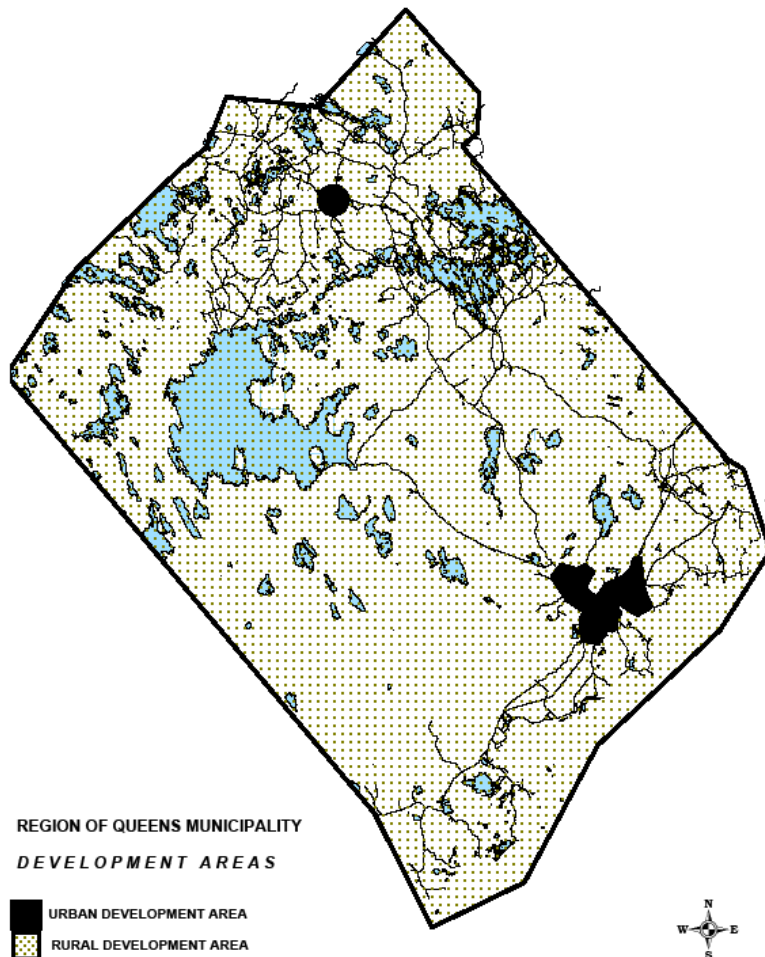 REGION OF QUEENS MUNICIPALITY
DEVELOPMENT AREAS
URBAN DEVELOPMENT AREA
RURAL DEVELOPMENT AREA
N
W E
S